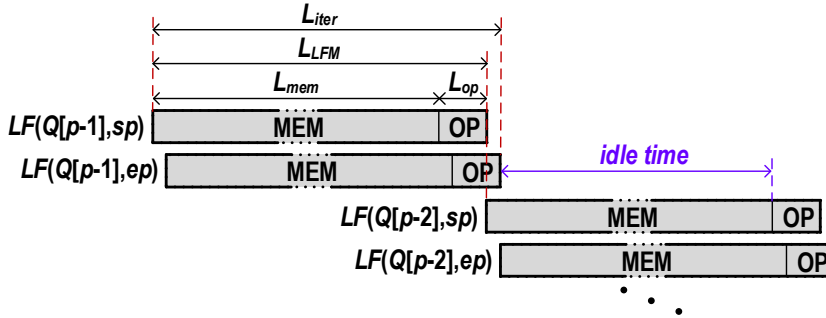 Liter
LLFM
Lmem Lop
LF(Q[p-1],sp) MEM OP
LF(Q[p-1],ep) MEM OP idle time
LF(Q[p-2],sp) MEM OP
LF(Q[p-2],ep) MEM OP